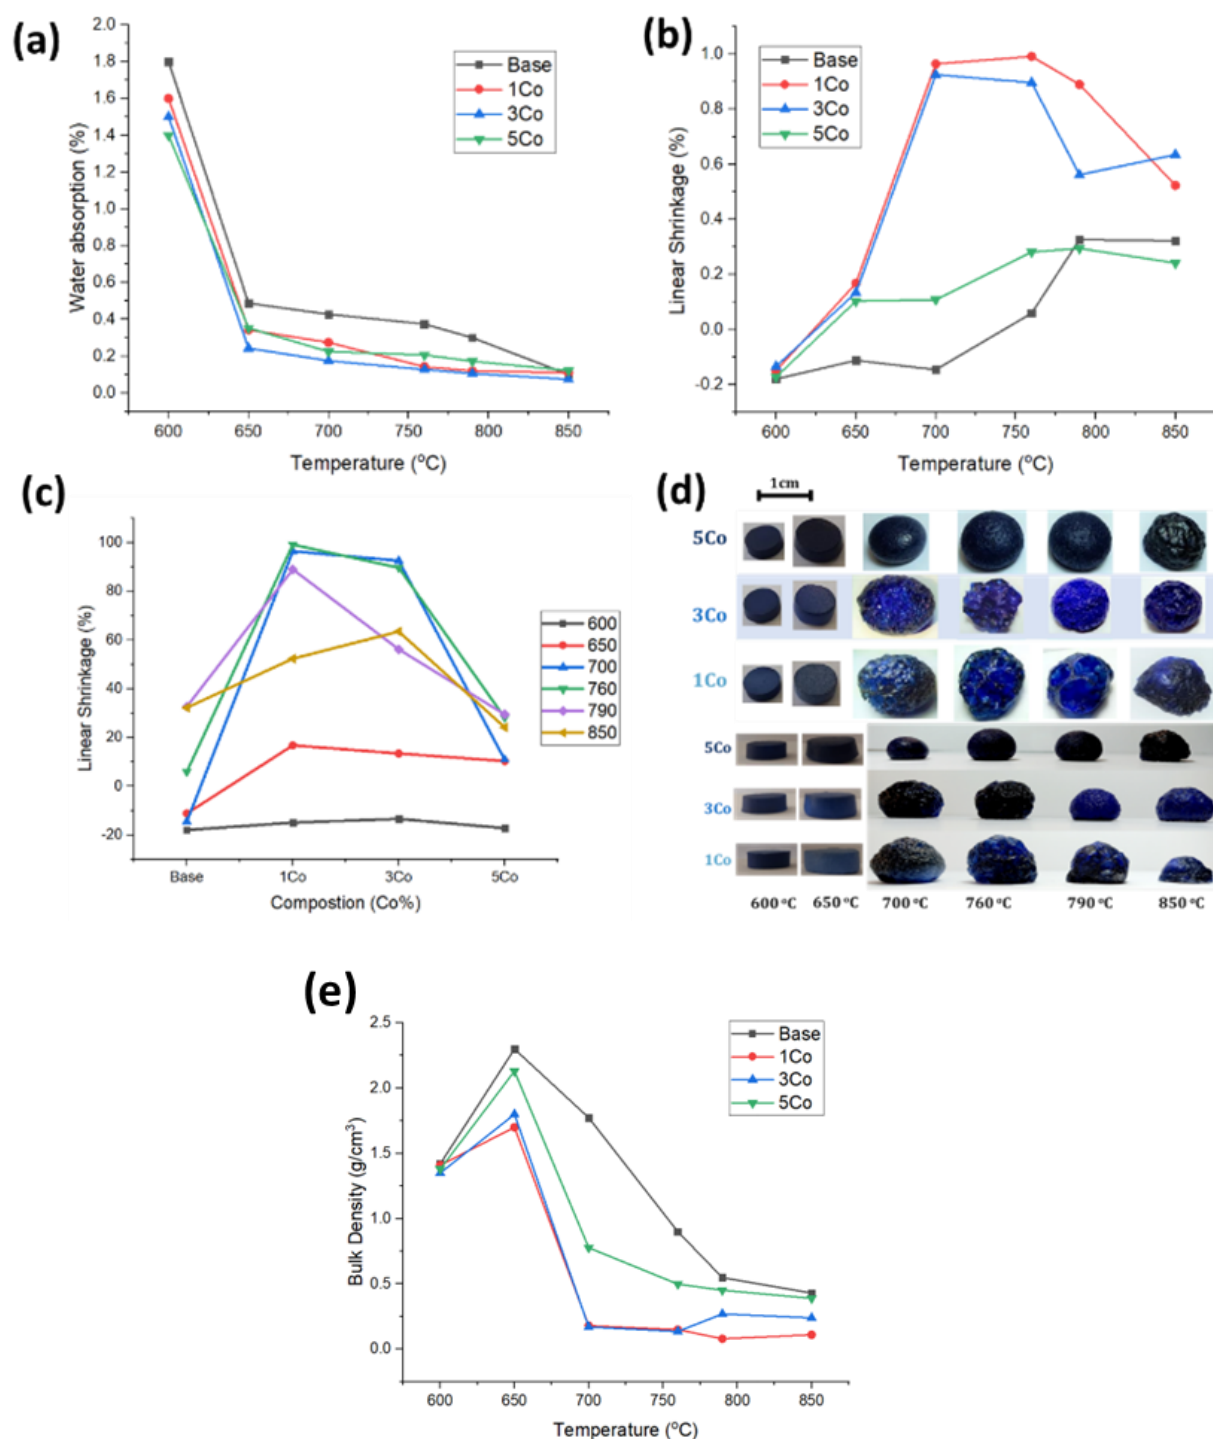 (a)
2.0
1.8
1.6
1.4
1.2
1.0
0.8
0.6
0.4
0.2
0.0
Water absorption (%)
Base
1Co
3Co
5Co
600 650 700 750 800 850
Temperature (°C)
(b)
1.0
0.8
0.6
0.4
0.2
0.0
-0.2
Linear Shrinkage (%)
Base
1Co
3Co
5Co
600 650 700 750 800 850
Temperature (°C)
(c)
100
80
60
40
20
0
-20
Linear Shrinkage (%)
600
650
700
760
790
850
Base 1Co 3Co 5Co
Compostion (Co%)
(d)
1cm
5Co
3Co
1Co
5Co
3Co
1Co
600 °C 650 °C 700 °C 760 °C 790 °C 850 °C
(e)
2.5
2.0
1.5
1.0
0.5
0.0
Bulk Density (g/cm³)
Base
1Co
3Co
5Co
600 650 700 750 800 850
Temperature (°C)